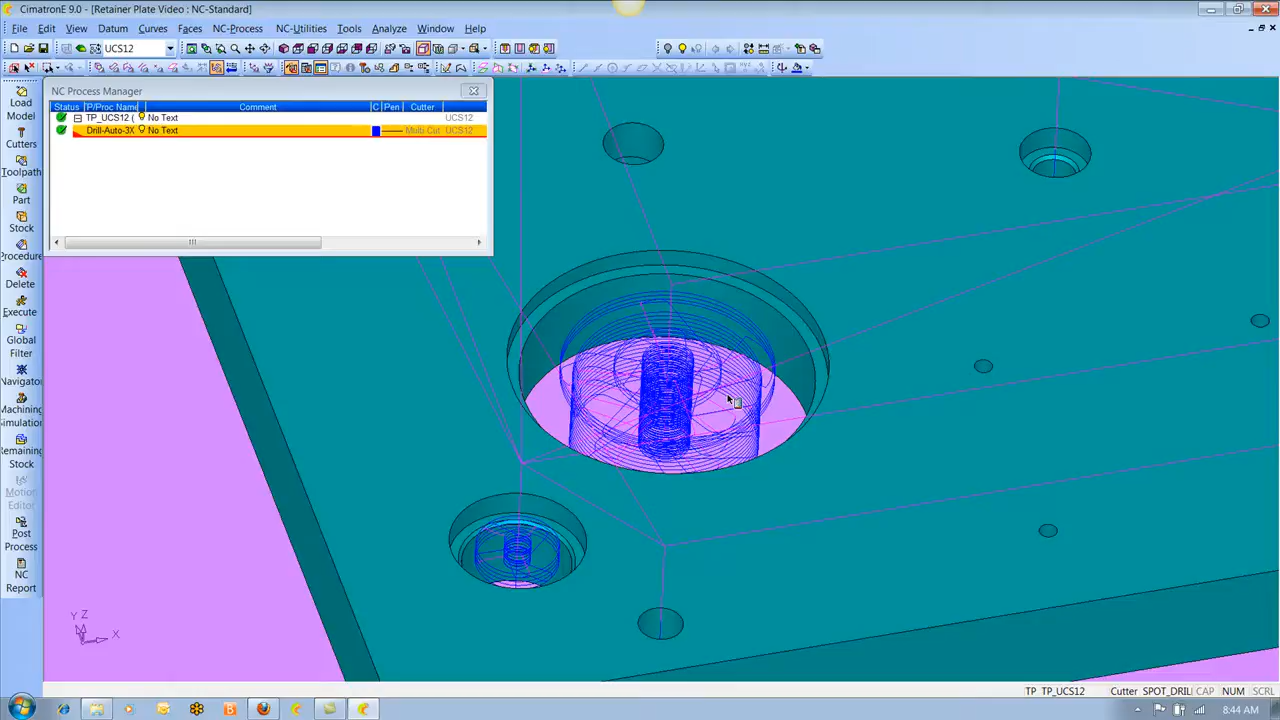 CimatronE 9.0 - [Retainer Plate Video : NC-Standard]
File Edit View Datum Curves Faces NC-Process NC-Utilities Tools Analyze Window Help
UCS12
NC Process Manager
Status P/Proc Name Comment C Pen Cutter
TP_UCS12 ( No Text UCS12
Drill-Auto-3X No Text Multi Cut UCS12
Load
Model
Cutters
Toolpath
Part
Stock
Procedure
Delete
Execute
Global
Filter
Navigator
Machining
Simulation
Remaining
Stock
Motion
Editor
Post
Process
NC
Report
Y Z
X
TP TP_UCS12 Cutter SPOT_DRIL CAP NUM SCRL
8:44 AM